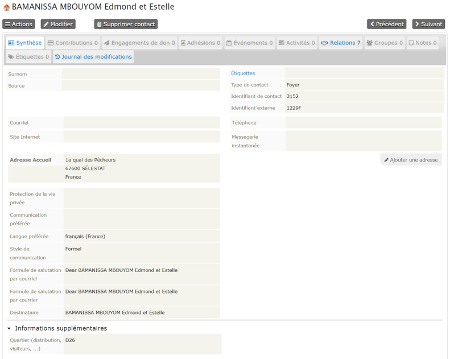 BAMANISSA MBOUYOM Edmond et Estelle
Actions Modifier Supprimer contact Précédent Suivant
Synthèse Contributions 0 Engagements de don 0 Adhésions 0 Evénements 0 Activités 0 Relations 7 Groupes 0 Notes 0
Etiquettes 0 Journal des modifications
Surnom
Source
Etiquettes
Type de contact Foyer
Identifiant de contact 3152
Identifiant externe 1229F
Courriel
Site Internet
Téléphone
Messagerie
instantanée
Adresse Accueil 1a quai des Pêcheurs
67600 SÉLESTAT
France
Ajouter une adresse
Protection de la vie
privée
Communication
préférée
Langue préférée français (France)
Style de
communication Formel
Formule de salutation
par courriel Dear BAMANISSA MBOUYOM Edmond et Estelle
Formule de salutation
par courrier Dear BAMANISSA MBOUYOM Edmond et Estelle
Destinataire BAMANISSA MBOUYOM Edmond et Estelle
Informations supplémentaires
Quartier (distribution,
visiteurs, ...) D26